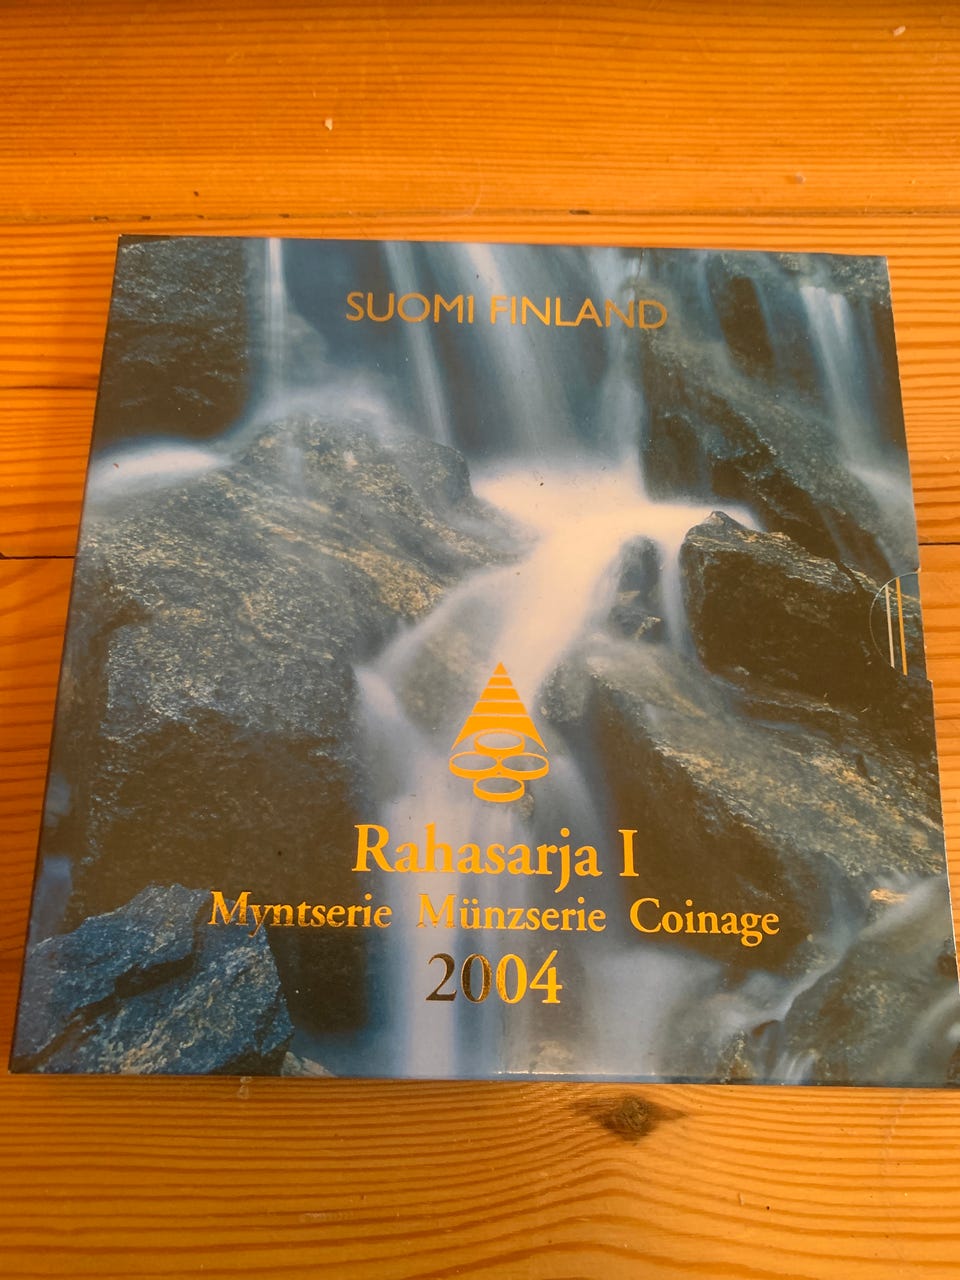 SUOMI FINLAND
Rahasarja I
Myntserie Münzserie Coinage
2004